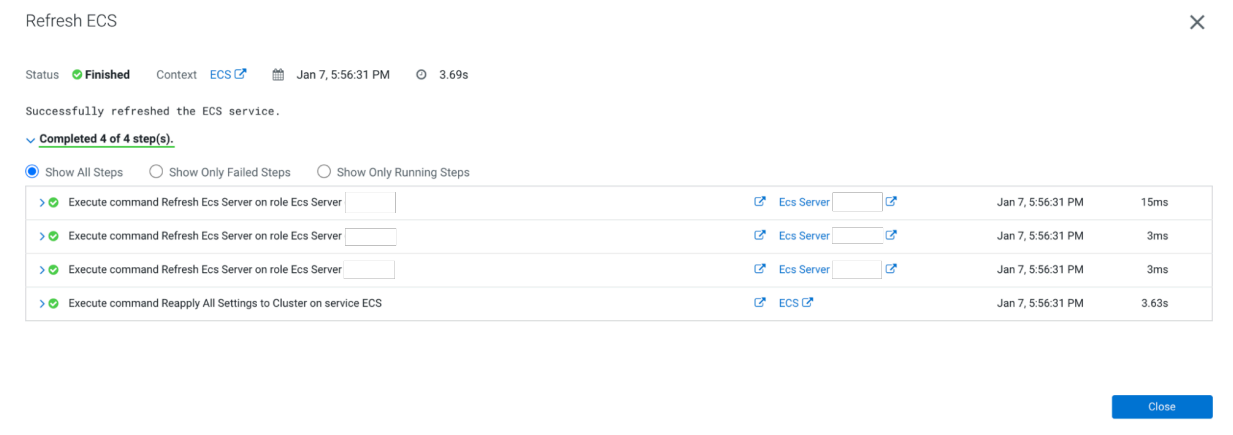 Refresh ECS
Status Finished Context ECS Jan 7, 5:56:31 PM 3.69s
Successfully refreshed the ECS service.
Completed 4 of 4 step(s).
Show All Steps Show Only Failed Steps Show Only Running Steps
Execute command Refresh Ecs Server on role Ecs Server Ecs Server Jan 7, 5:56:31 PM 15ms
Execute command Refresh Ecs Server on role Ecs Server Ecs Server Jan 7, 5:56:31 PM 3ms
Execute command Refresh Ecs Server on role Ecs Server Ecs Server Jan 7, 5:56:31 PM 3ms
Execute command Reapply All Settings to Cluster on service ECS ECS Jan 7, 5:56:31 PM 3.63s
Close